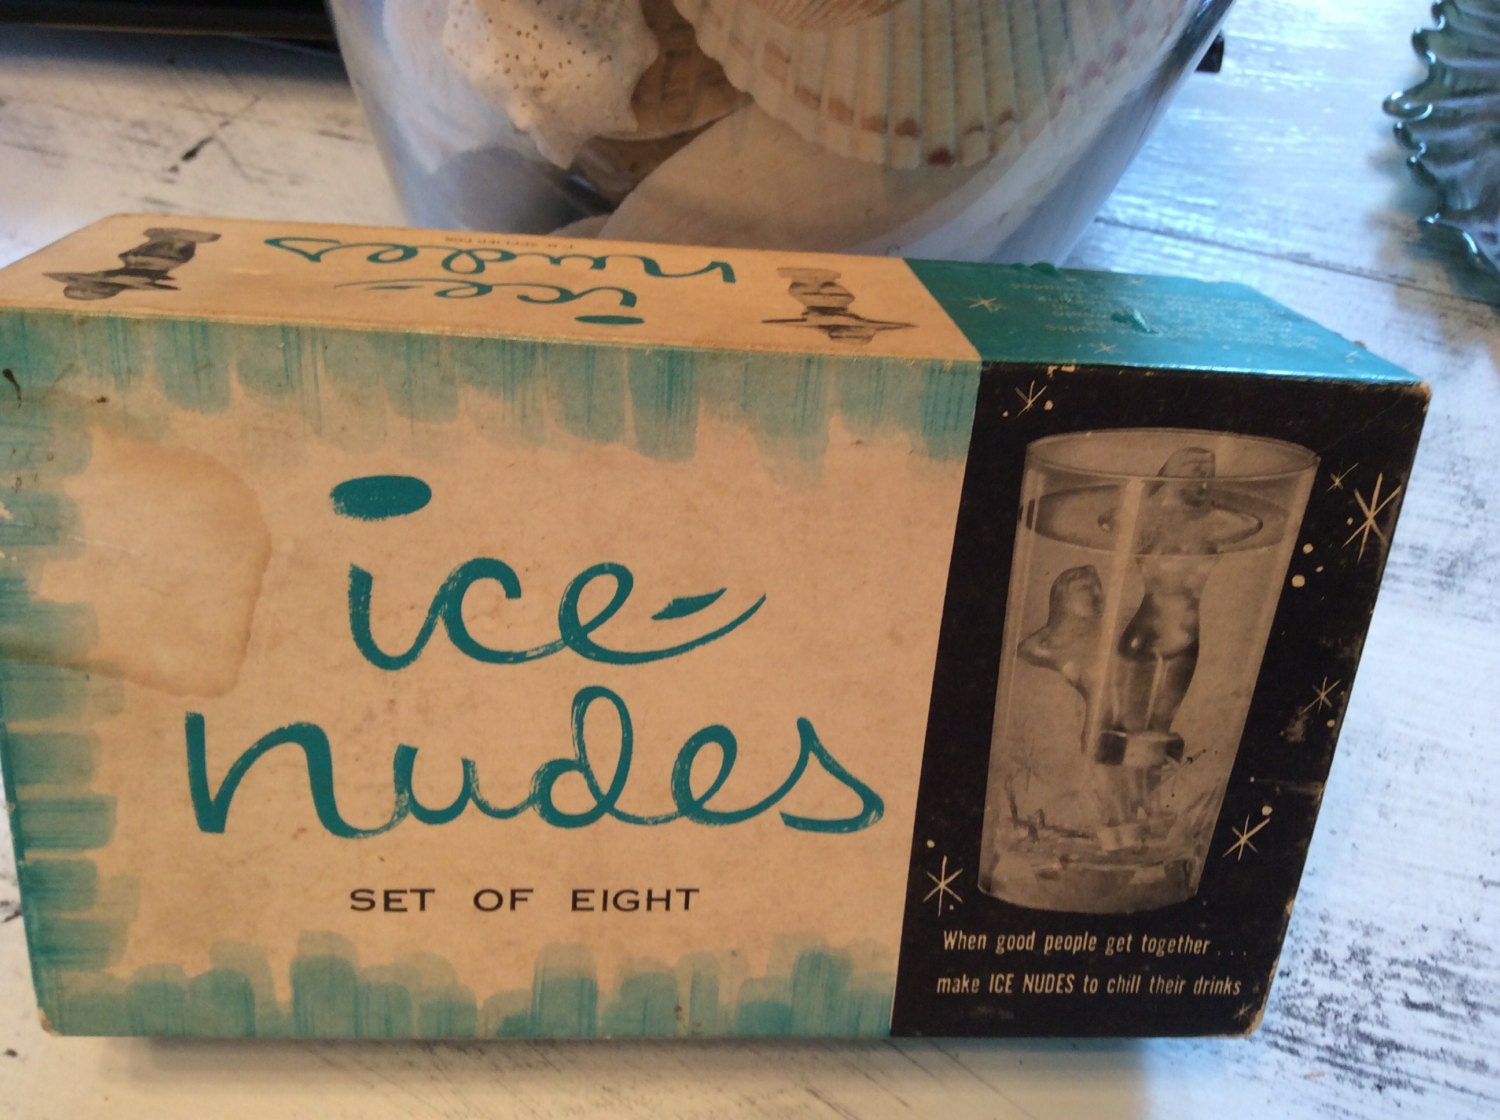 ice-
nudes
ice-
nudes
SET OF EIGHT
When good people get together . . .
make ICE NUDES to chill their drinks